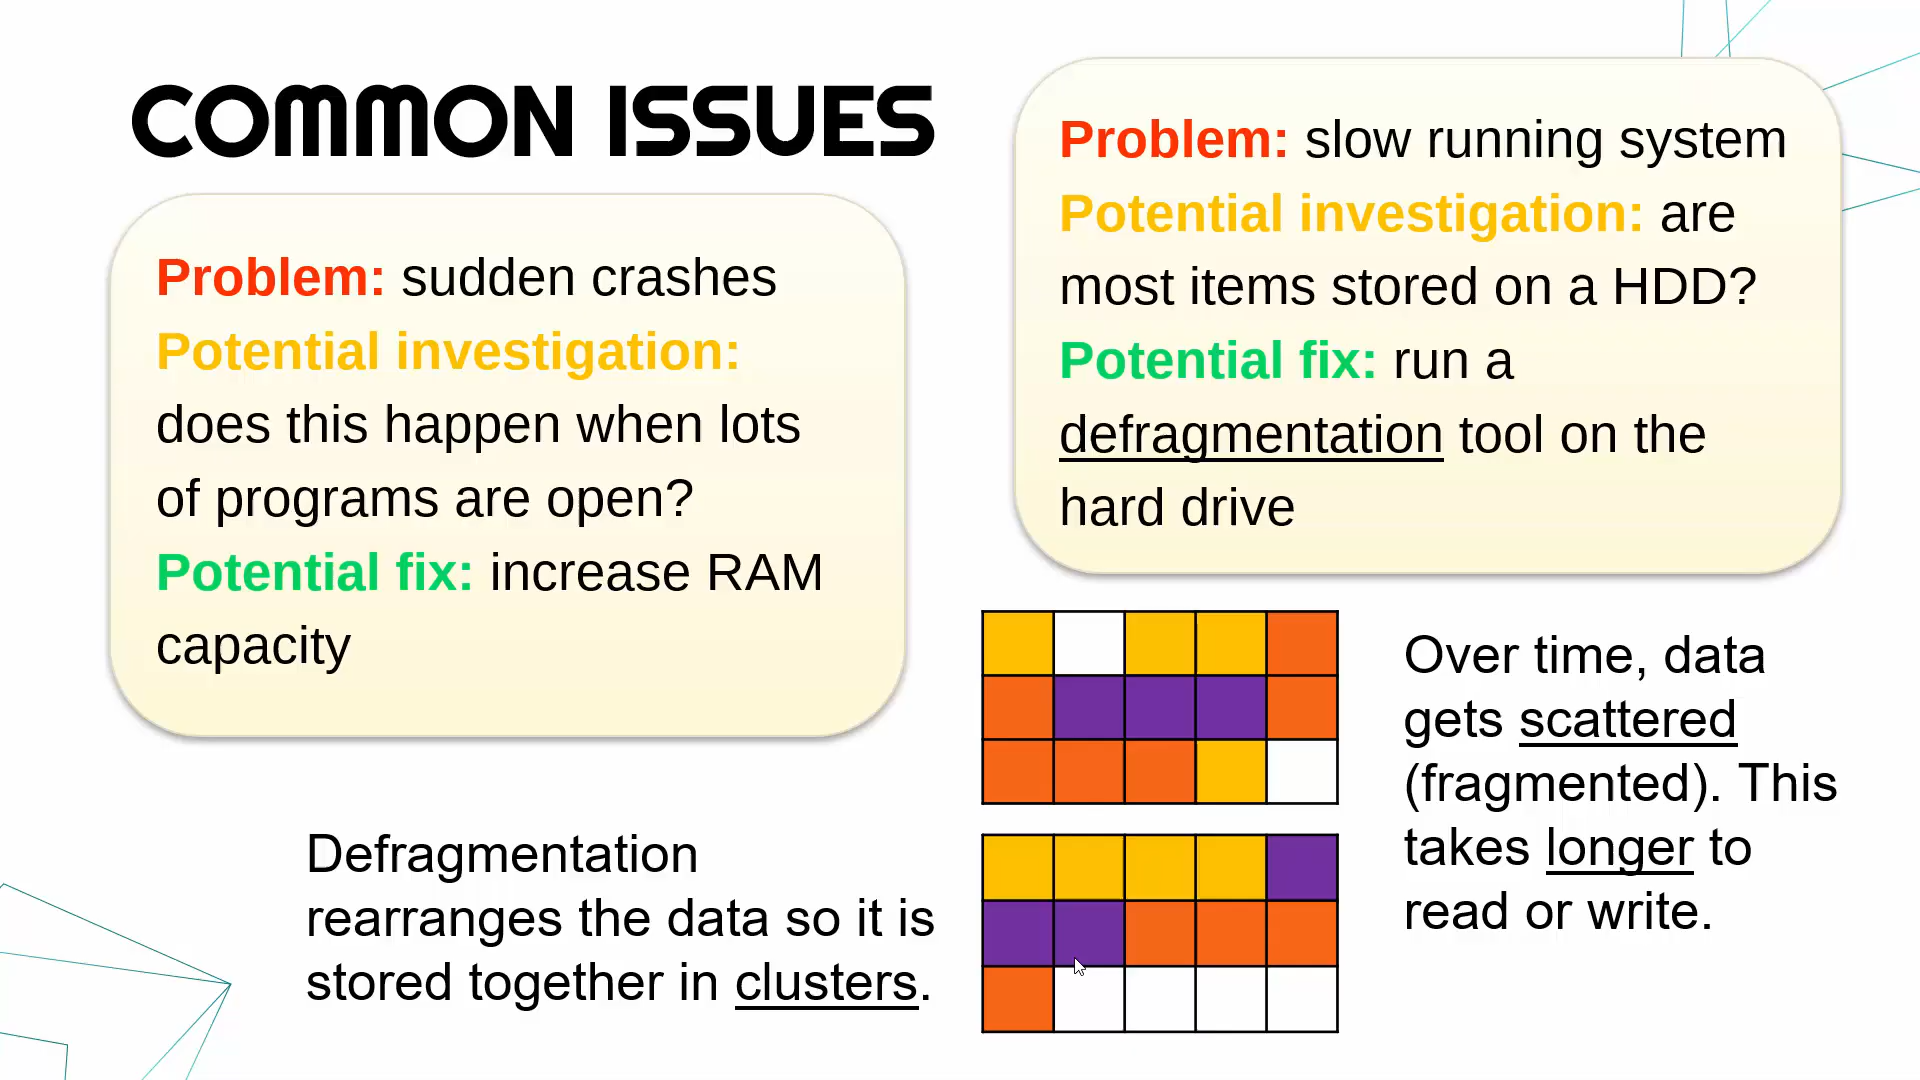 COMMON ISSUES
Problem: sudden crashes
Potential investigation:
does this happen when lots
of programs are open?
Potential fix: increase RAM
capacity
Problem: slow running system
Potential investigation: are
most items stored on a HDD?
Potential fix: run a
defragmentation tool on the
hard drive
Over time, data
gets scattered
(fragmented). This
takes longer to
read or write.
Defragmentation
rearranges the data so it is
stored together in clusters.